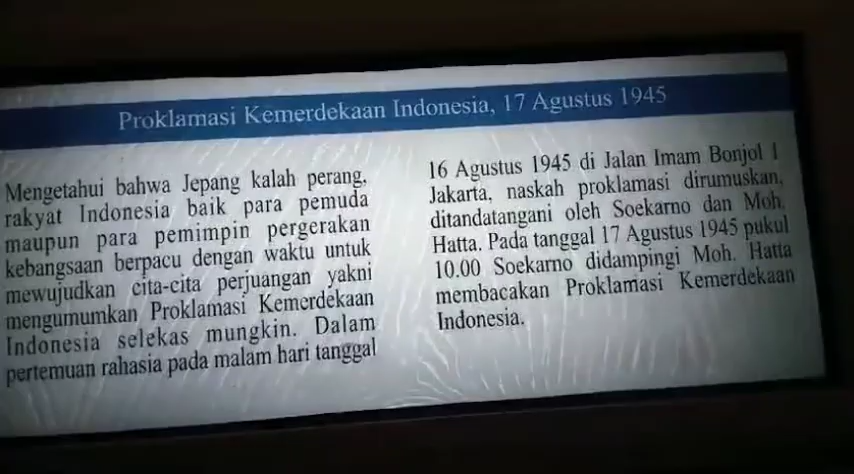 Proklamasi Kemerdekaan Indonesia, 17 Agustus 1945
Mengetahui bahwa Jepang kalah perang,
rakyat Indonesia baik para pemuda
maupun para pemimpin pergerakan
kebangsaan berpacu dengan waktu untuk
mewujudkan cita-cita perjuangan yakni
mengumumkan Proklamasi Kemerdekaan
Indonesia selekas mungkin. Dalam
pertemuan rahasia pada malam hari tanggal
16 Agustus 1945 di Jalan Imam Bonjol 1
Jakarta, naskah proklamasi dirumuskan,
ditandatangani oleh Soekarno dan Moh.
Hatta. Pada tanggal 17 Agustus 1945 pukul
10.00 Soekarno didampingi Moh. Hatta
membacakan Proklamasi Kemerdekaan
Indonesia.